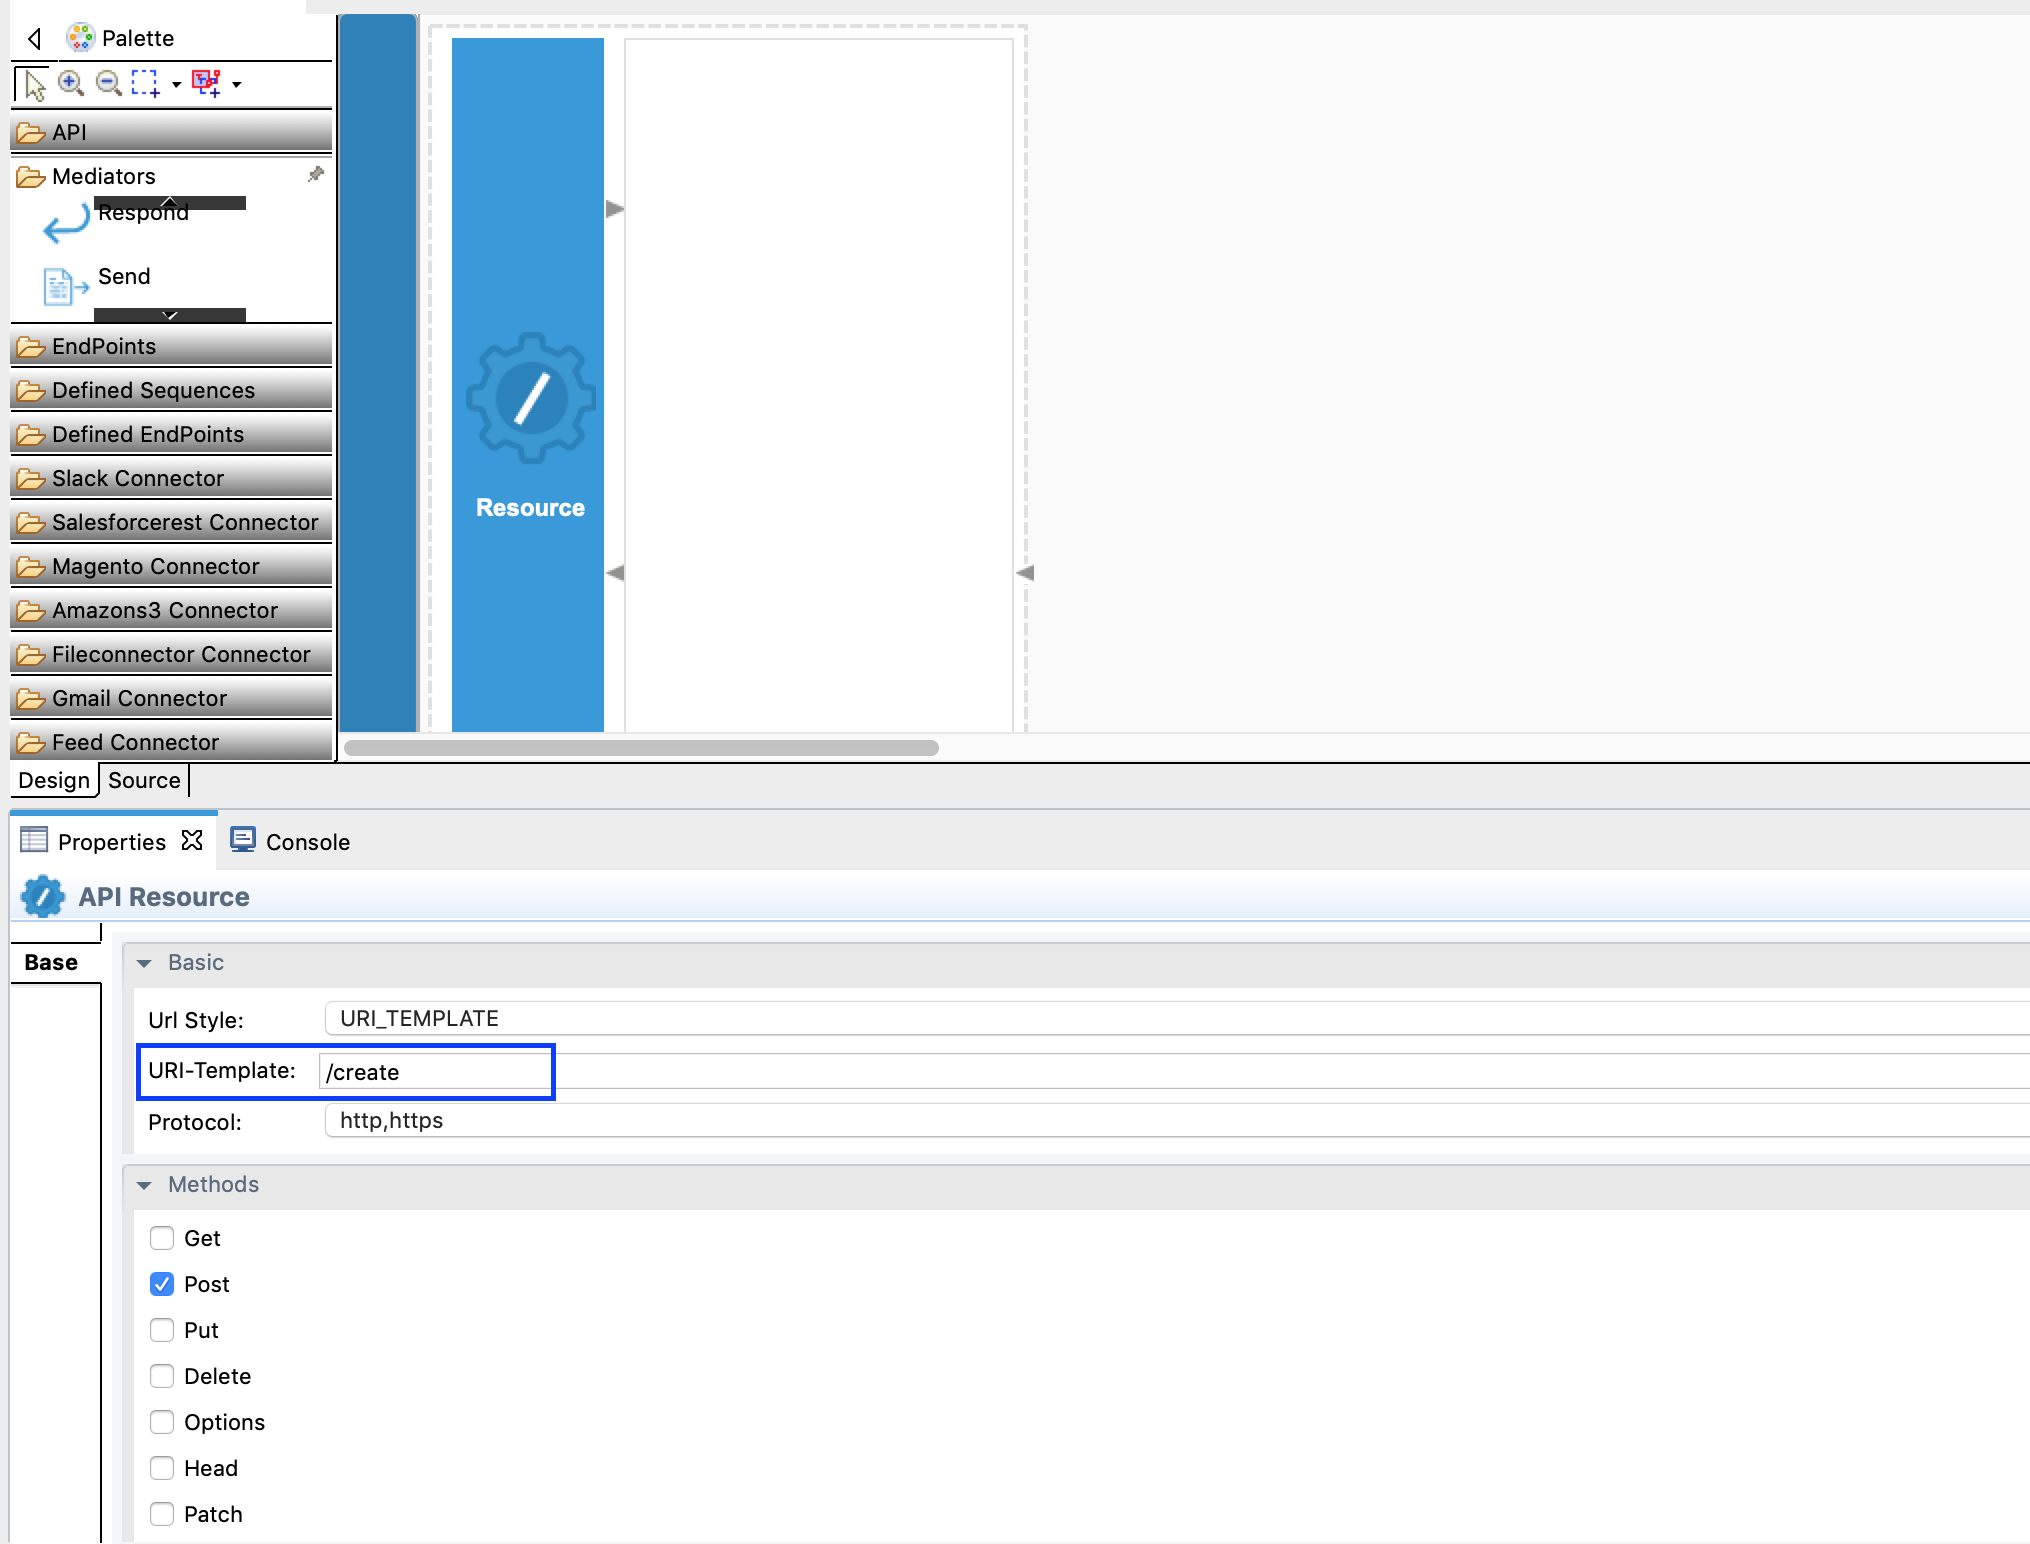 Palette
API
Mediators
Respond
Send
EndPoints
Defined Sequences
Defined EndPoints
Slack Connector
Salesforcerest Connector
Magento Connector
Amazons3 Connector
Fileconnector Connector
Gmail Connector
Feed Connector
Resource
Design Source
Properties Console
API Resource
Base
Basic
Url Style: URI_TEMPLATE
URI-Template: /create
Protocol: http,https
Methods
Get
Post
Put
Delete
Options
Head
Patch